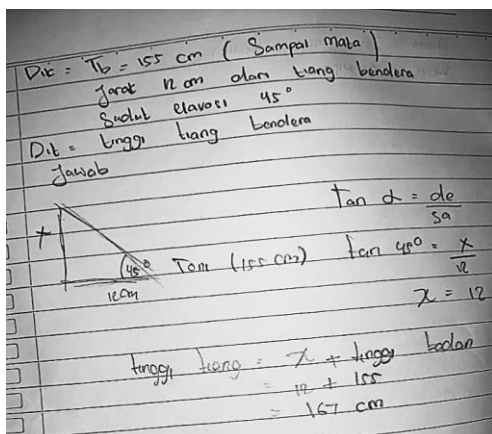 Dik = Tb = 155 cm ( Sampai mata )
Jarak 12 cm dari tiang bendera
Sudut elavasi 45°
Dit = tinggi tiang bendera
Jawab
Tan α = de/sa
x
45°
Tomi (155 cm)
tan 45° = x/12
12cm
x = 12
tinggi tiang = x + tinggi badan
= 12 + 155
= 167 cm